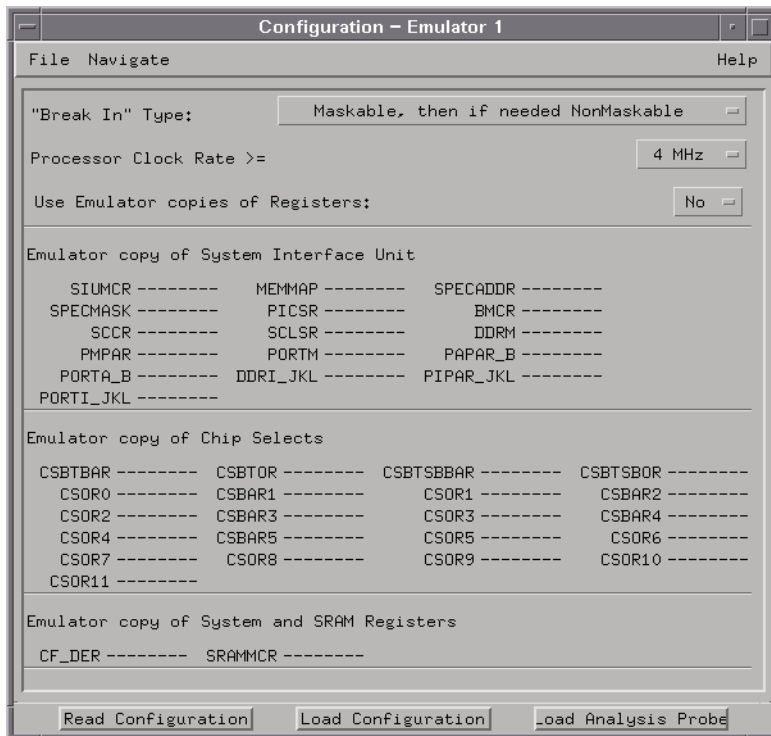 Configuration – Emulator 1
File Navigate Help
"Break In" Type: Maskable, then if needed NonMaskable
Processor Clock Rate >= 4 MHz
Use Emulator copies of Registers: No
Emulator copy of System Interface Unit
SIUMCR -------- MEMMAP -------- SPECADDR --------
SPECMASK -------- PICSR -------- BMCR --------
SCCR -------- SCLSR -------- DDRM --------
PMPAR -------- PORTM -------- PAPAR_B --------
PORTA_B -------- DDRI_JKL -------- PIPAR_JKL --------
PORTI_JKL --------
Emulator copy of Chip Selects
CSBTBAR -------- CSBTOR -------- CSBTSBBAR -------- CSBTSBOR --------
CSOR0 -------- CSBAR1 -------- CSOR1 -------- CSBAR2 --------
CSOR2 -------- CSBAR3 -------- CSOR3 -------- CSBAR4 --------
CSOR4 -------- CSBAR5 -------- CSOR5 -------- CSOR6 --------
CSOR7 -------- CSOR8 -------- CSOR9 -------- CSOR10 --------
CSOR11 --------
Emulator copy of System and SRAM Registers
CF_DER -------- SRAMMCR --------
Read Configuration Load Configuration Load Analysis Probe